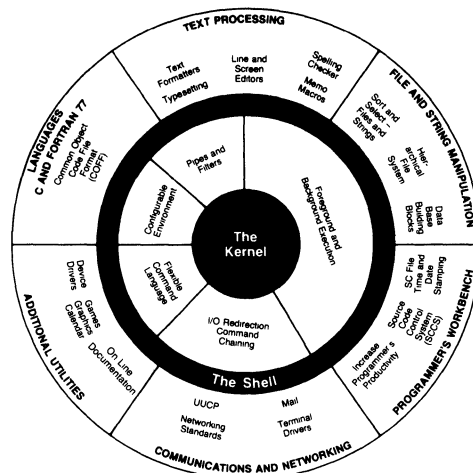 TEXT PROCESSING
Text
Formatters
Typesetting
Line and
Screen
Editors
Spelling
Checker
Memo
Macros
FILE AND STRING MANIPULATION
Sort and
Select -
Files and
Strings
Hier-
archical
File
System
Data
Base
Building
Blocks
PROGRAMMER'S WORKBENCH
GC File
Time and
Date
Stamping
Source
Code
Control
System
(SCCS)
Increase
Programmer s
Productivity
COMMUNICATIONS AND NETWORKING
UUCP
Networking
Standards
Mail
Terminal
Drivers
ADDITIONAL UTILITIES
Device
Drivers
Games
Graphics
Calendar
On Line
Documentation
LANGUAGES
C AND FORTRAN 77
Common Object
Code File
Format
(COFF)
Pipes and
Filters
Foreground and
Background Execution
Configurable
Environment
Flexible
Command
Language
I/O Redirection
Command
Chaining
The
Kernel
The Shell